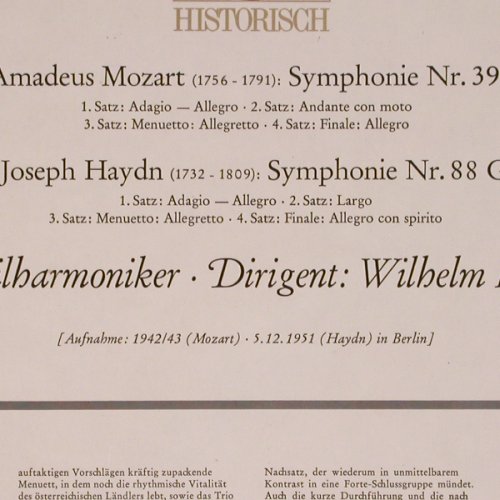 HISTORISCH
Amadeus Mozart (1756 - 1791): Symphonie Nr. 39
1. Satz: Adagio — Allegro · 2. Satz: Andante con moto
3. Satz: Menuetto: Allegretto · 4. Satz: Finale: Allegro
Joseph Haydn (1732 - 1809): Symphonie Nr. 88 G
1. Satz: Adagio — Allegro · 2. Satz: Largo
3. Satz: Menuetto: Allegretto · 4. Satz: Finale: Allegro con spirito
ilharmoniker · Dirigent: Wilhelm
[Aufnahme: 1942/43 (Mozart) · 5.12.1951 (Haydn) in Berlin]
auftaktigen Vorschlägen kräftig zupackende
Menuett, in dem noch die rhythmische Vitalität
des österreichischen Ländlers lebt, sowie das Trio
Nachsatz, der wiederum in unmittelbarem
Kontrast in eine Forte-Schlussgruppe mündet.
Auch die kurze Durchführung und die nach